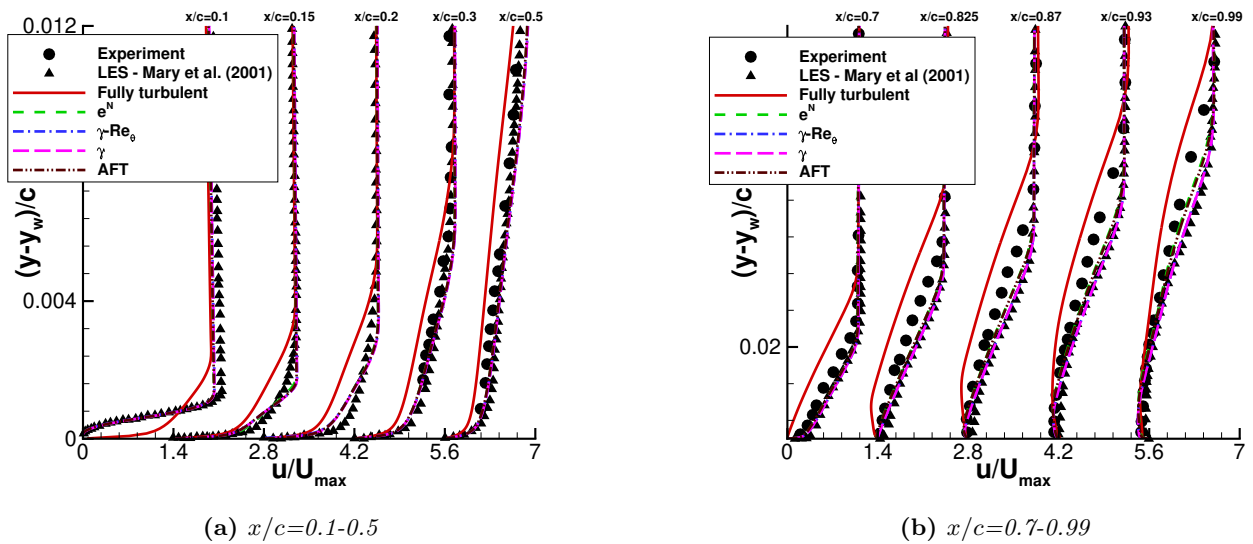 x/c=0.1 x/c=0.15 x/c=0.2 x/c=0.3 x/c=0.5
0.012
Experiment
LES - Mary et al. (2001)
Fully turbulent
e^N
γ-Re_θ
γ
AFT
(y-y_w)/c
0.004
0
0 1.4 2.8 4.2 5.6 7
u/U_max
(a) x/c=0.1-0.5
x/c=0.7 x/c=0.825 x/c=0.87 x/c=0.93 x/c=0.99
Experiment
LES - Mary et al (2001)
Fully turbulent
e^N
γ-Re_θ
γ
AFT
(y-y_w)/c
0.02
0 1.4 2.8 4.2 5.6 7
u/U_max
(b) x/c=0.7-0.99